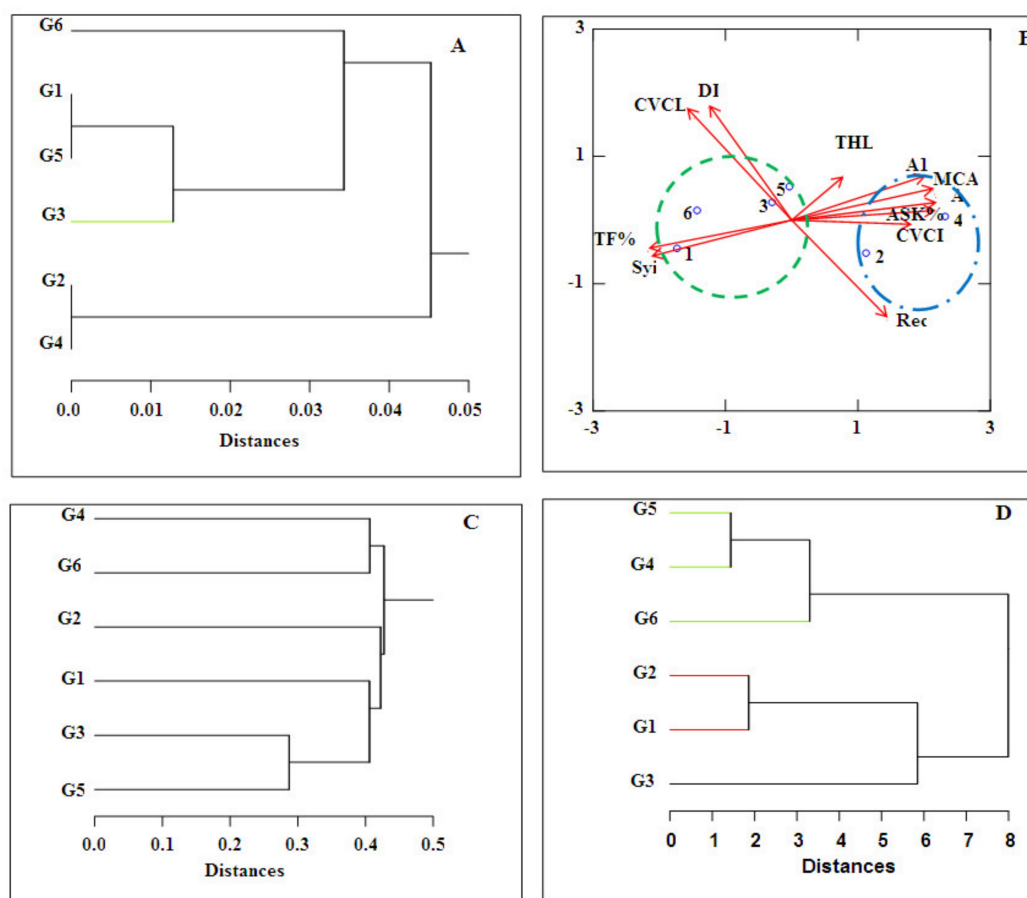 G6
A
G1
G5
G3
G2
G4
0.0 0.01 0.02 0.03 0.04 0.05
Distances
3
DI
CVCL
THL
1
A1
MCA
A
5
3
6
ASK%
4
CVCI
TF%
1
2
Syi
-1
Rec
-3
-3 -1 1 3
G4
C
G6
G2
G1
G3
G5
0.0 0.1 0.2 0.3 0.4 0.5
Distances
G5
D
G4
G6
G2
G1
G3
0 1 2 3 4 5 6 7 8
Distances